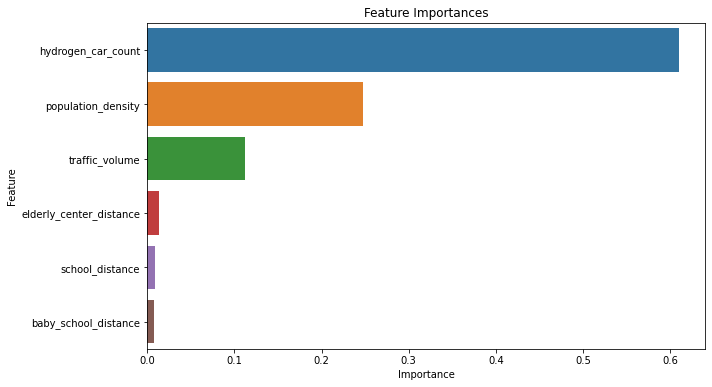 Feature Importances
Feature
hydrogen_car_count
population_density
traffic_volume
elderly_center_distance
school_distance
baby_school_distance
0.0 0.1 0.2 0.3 0.4 0.5 0.6
Importance